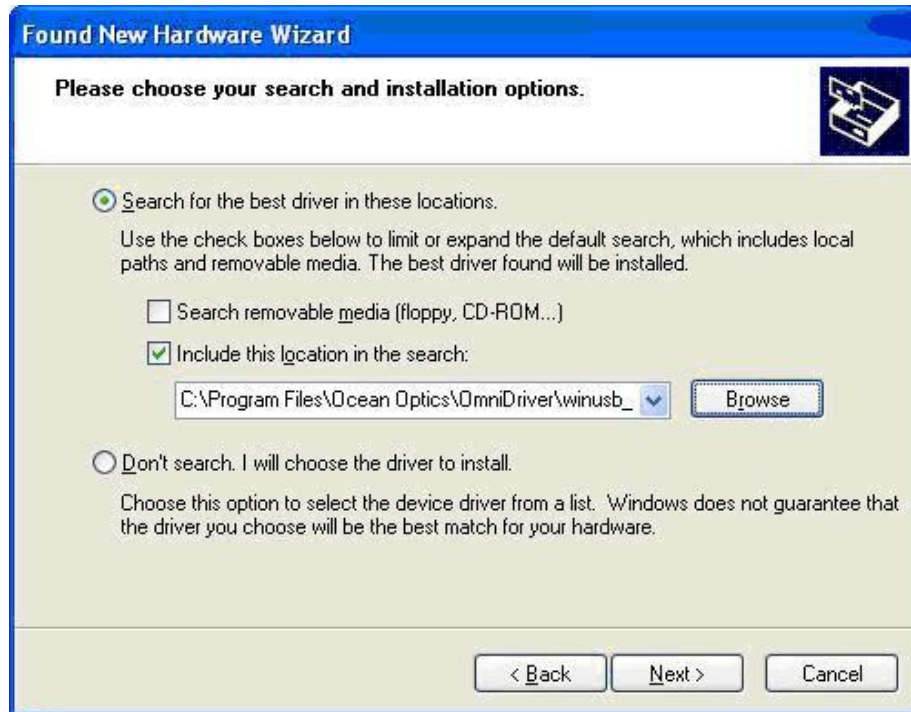 Found New Hardware Wizard
Please choose your search and installation options.
Search for the best driver in these locations.
Use the check boxes below to limit or expand the default search, which includes local
paths and removable media. The best driver found will be installed.
Search removable media (floppy, CD-ROM...)
Include this location in the search:
C:\Program Files\Ocean Optics\OmniDriver\winusb_
Browse
Don't search. I will choose the driver to install.
Choose this option to select the device driver from a list. Windows does not guarantee that
the driver you choose will be the best match for your hardware.
< Back Next > Cancel